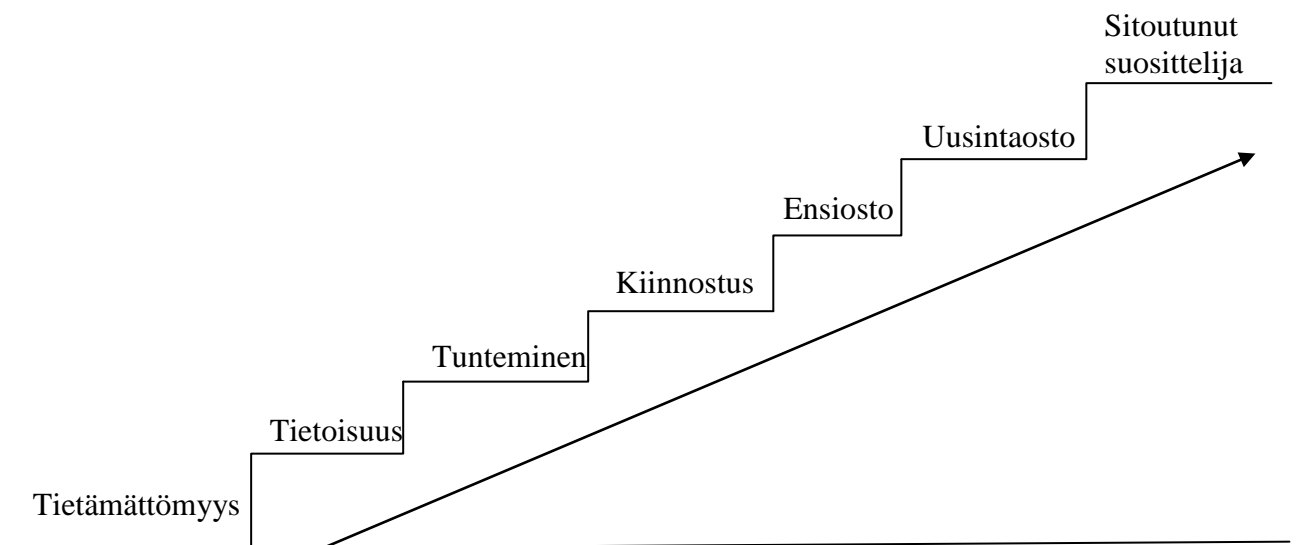 Sitoutunut
suosittelija
Uusintaosto
Ensiosto
Kiinnostus
Tunteminen
Tietoisuus
Tietämättömyys